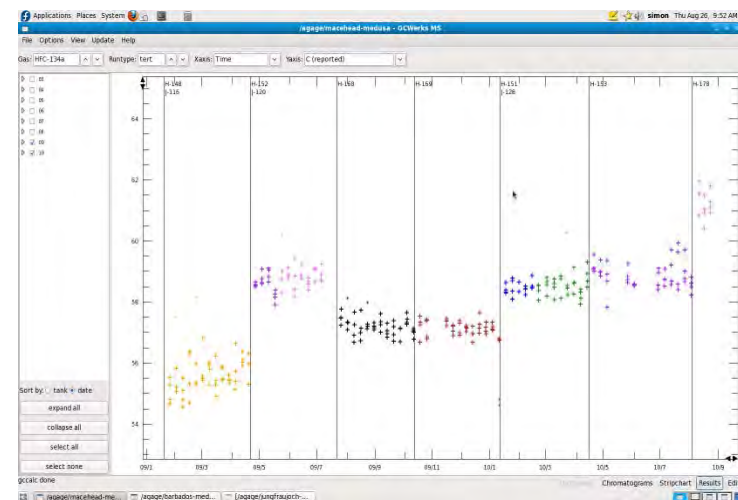 Applications Places System simon Thu Aug 26, 9:52 AM
/agage/macehead-medusa - GCWerks MS
File Options View Update Help
Gas: HFC-134a Runtype: tert Xaxis: Time Yaxis: C (reported)
H-148 H-152 H-168 H-169 H-151 H-153 H-179
J-116 J-120 J-126
64
62
60
58
56
54
09/1 09/3 09/5 09/7 09/9 09/11 10/1 10/3 10/5 10/7 10/9
Sort by: tank date
expand all
collapse all
select all
select none
gccalc done
Chromatograms Stripchart Results Edi
/agage/macehead-me... /agage/barbados-med... [/agage/jungfraujoch-...